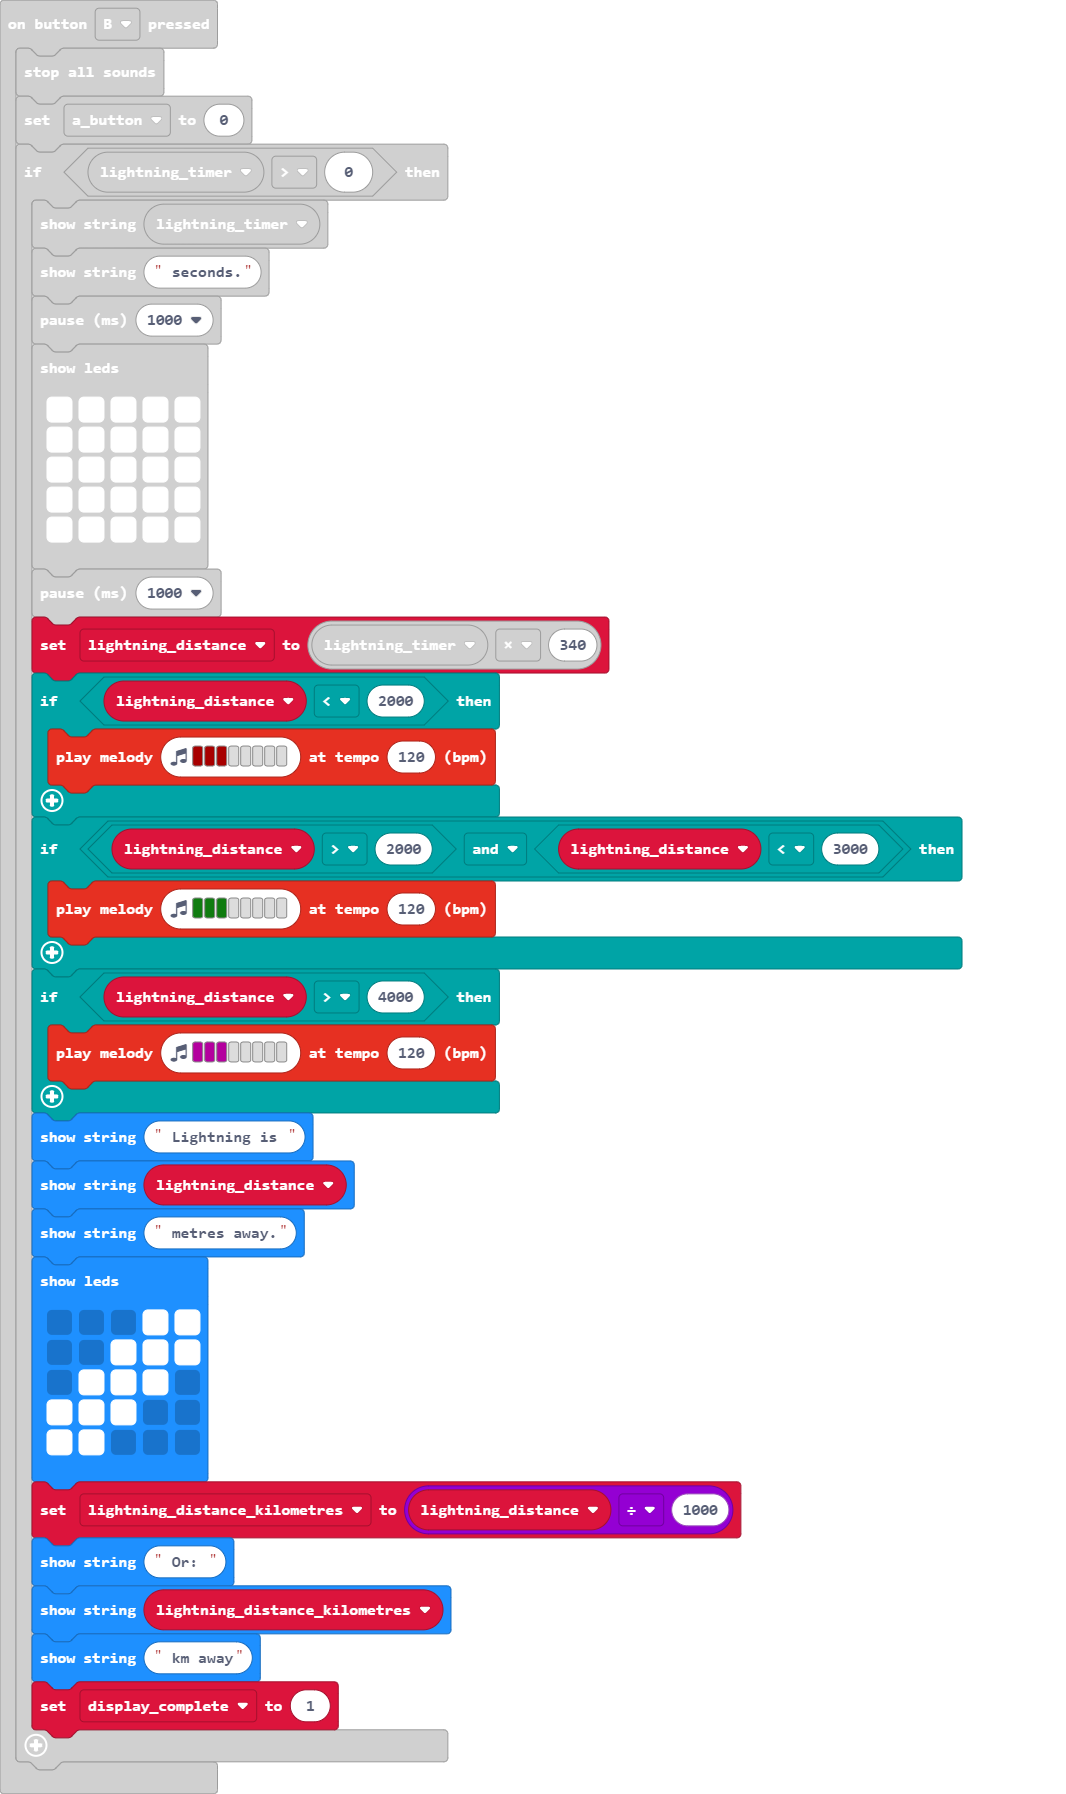 on button B pressed
stop all sounds
set a_button to 0
if lightning_timer > 0 then
show string lightning_timer
show string " seconds."
pause (ms) 1000
show leds
pause (ms) 1000
set lightning_distance to lightning_timer × 340
if lightning_distance < 2000 then
play melody at tempo 120 (bpm)
if lightning_distance > 2000 and lightning_distance < 3000 then
play melody at tempo 120 (bpm)
if lightning_distance > 4000 then
play melody at tempo 120 (bpm)
show string " Lightning is "
show string lightning_distance
show string " metres away."
show leds
set lightning_distance_kilometres to lightning_distance ÷ 1000
show string " Or: "
show string lightning_distance_kilometres
show string " km away"
set display_complete to 1